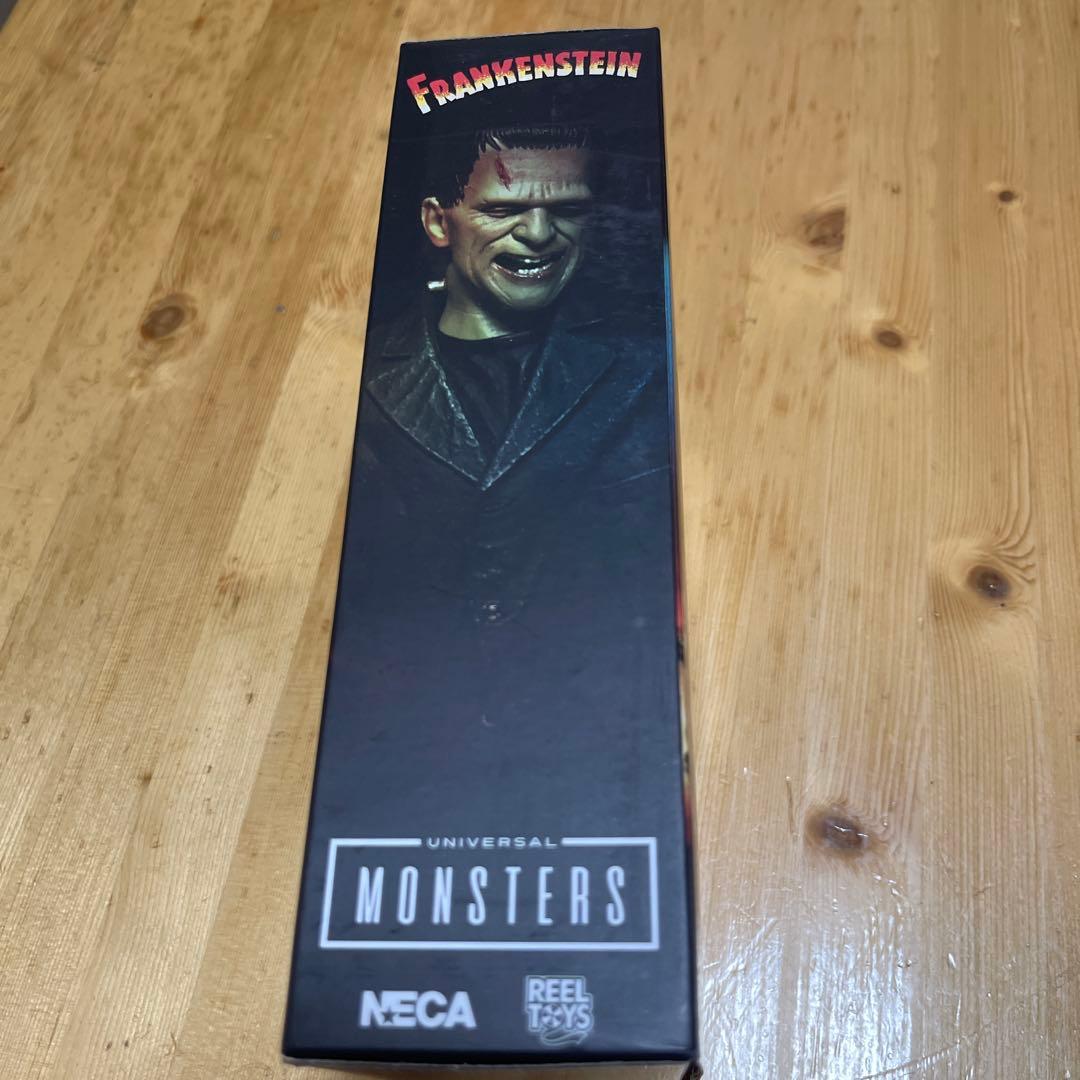 FRANKENSTEIN
UNIVERSAL
MONSTERS
NECA
REEL
TOYS